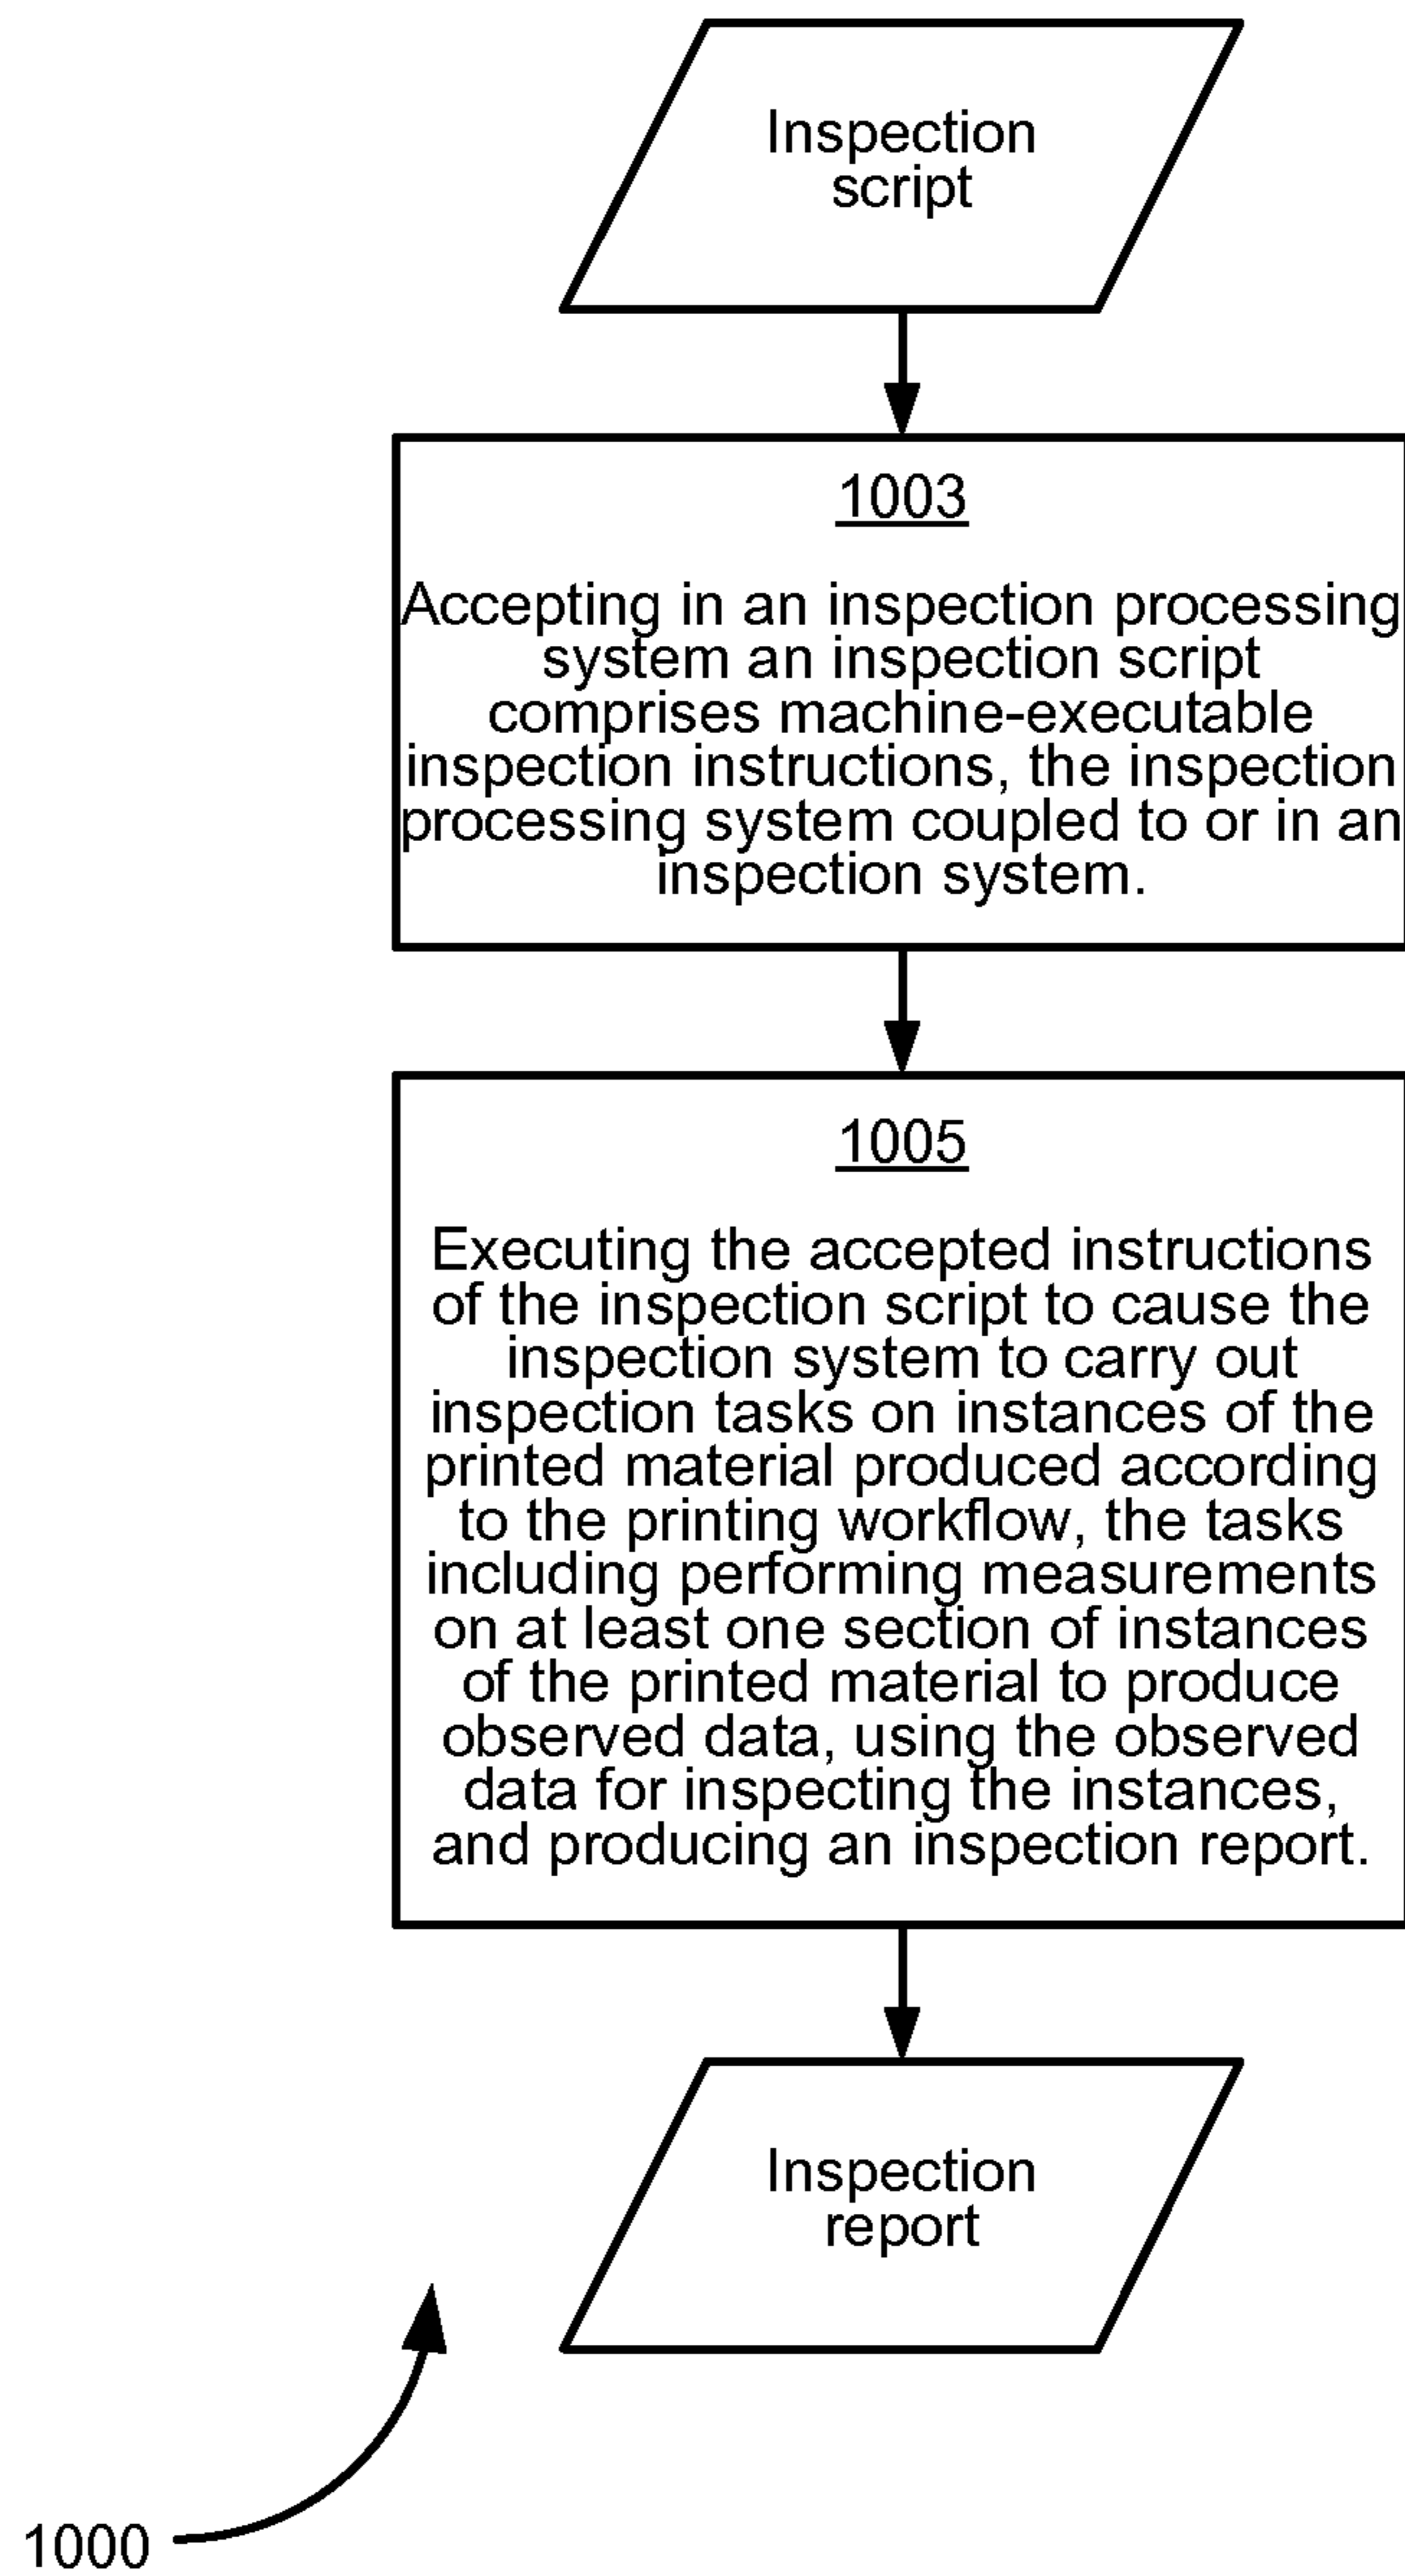 Inspection
script
1003
Accepting in an inspection processing
system an inspection script
comprises machine-executable
inspection instructions, the inspection
processing system coupled to or in an
inspection system.
1005
Executing the accepted instructions
of the inspection script to cause the
inspection system to carry out
inspection tasks on instances of the
printed material produced according
to the printing workflow, the tasks
including performing measurements
on at least one section of instances
of the printed material to produce
observed data, using the observed
data for inspecting the instances,
and producing an inspection report.
Inspection
report
1000